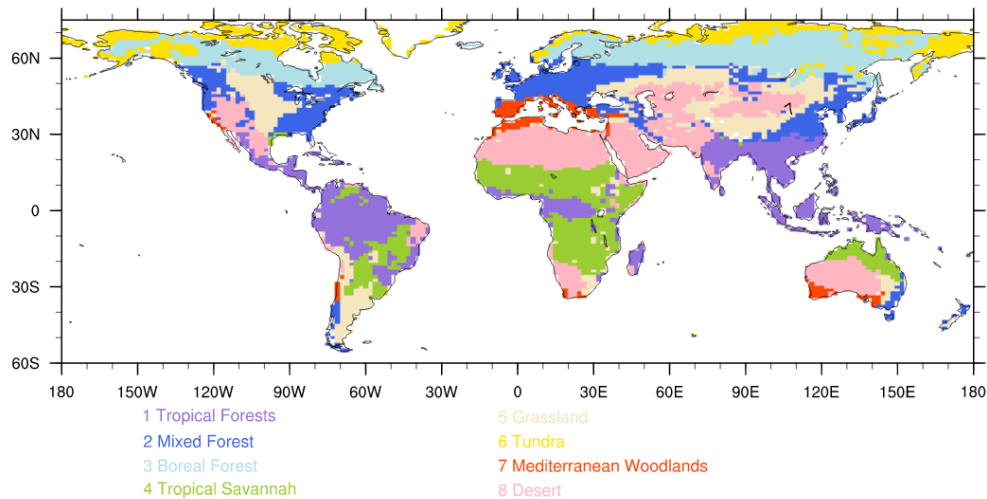 60N
30N
0
30S
60S
180 150W 120W 90W 60W 30W 0 30E 60E 90E 120E 150E 180
1 Tropical Forests
2 Mixed Forest
3 Boreal Forest
4 Tropical Savannah
5 Grassland
6 Tundra
7 Mediterranean Woodlands
8 Desert